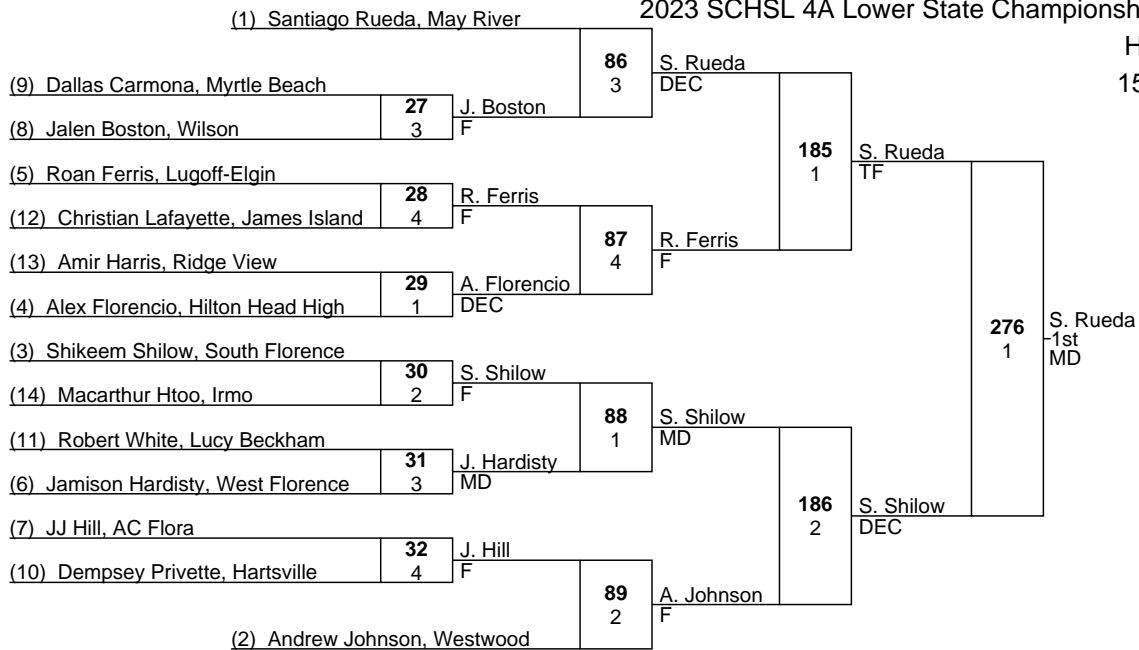 2023 SCHSL 4A Lower State Championsh
H
15
(1) Santiago Rueda, May River
86
3
S. Rueda
DEC
(9) Dallas Carmona, Myrtle Beach
27
3
J. Boston
F
(8) Jalen Boston, Wilson
185
1
S. Rueda
TF
(5) Roan Ferris, Lugoff-Elgin
28
4
R. Ferris
F
(12) Christian Lafayette, James Island
87
4
R. Ferris
F
(13) Amir Harris, Ridge View
29
1
A. Florencio
DEC
(4) Alex Florencio, Hilton Head High
276
1
S. Rueda
1st
MD
(3) Shikeem Shilow, South Florence
30
2
S. Shilow
F
(14) Macarthur Htoo, Irmo
88
1
S. Shilow
MD
(11) Robert White, Lucy Beckham
31
3
J. Hardisty
MD
(6) Jamison Hardisty, West Florence
186
2
S. Shilow
DEC
(7) JJ Hill, AC Flora
32
4
J. Hill
F
(10) Dempsey Privette, Hartsville
89
2
A. Johnson
F
(2) Andrew Johnson, Westwood